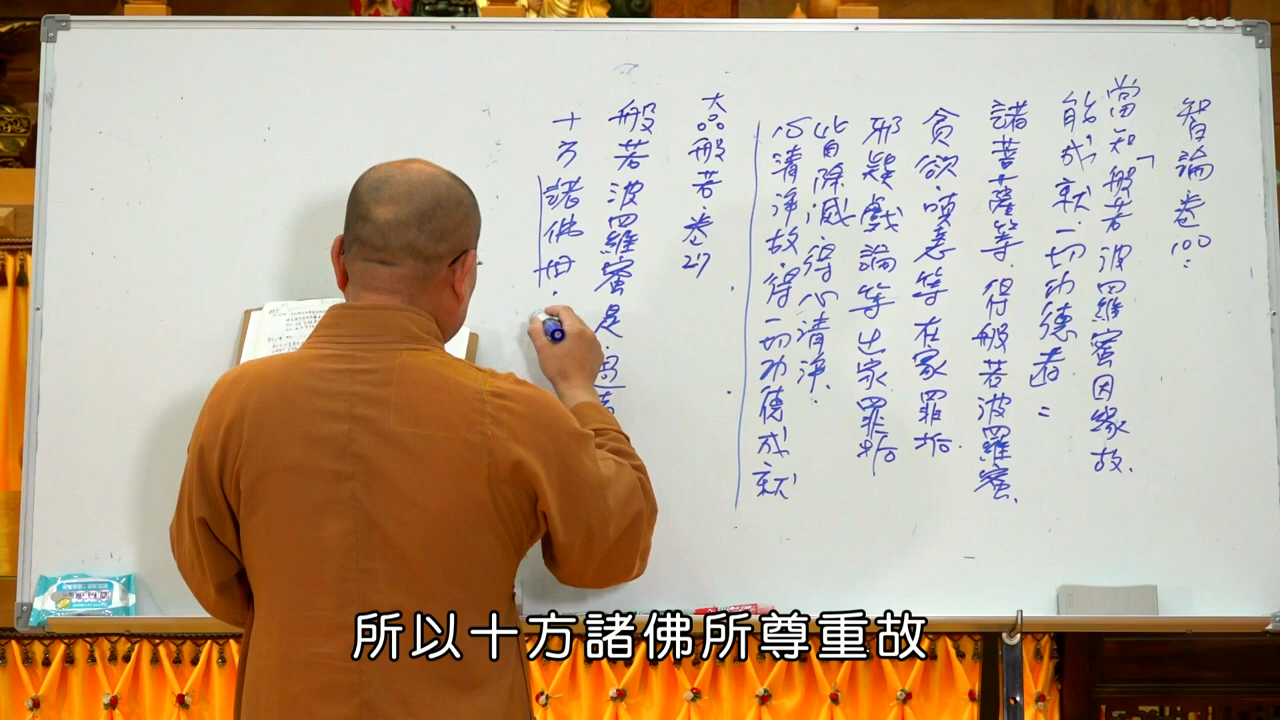 智論卷100:
當知「般若波羅蜜因緣故.
能成就一切功德者=
諸菩薩等.得般若波羅蜜.
貪欲.嗔恚等在家罪垢.
邪疑戲論等出家罪垢
皆除滅.得心清淨.
心清淨故.得一切功德成就
大品般若.卷27.
般若波羅蜜是.過去
十方諸佛母.
所以十方諸佛所尊重故